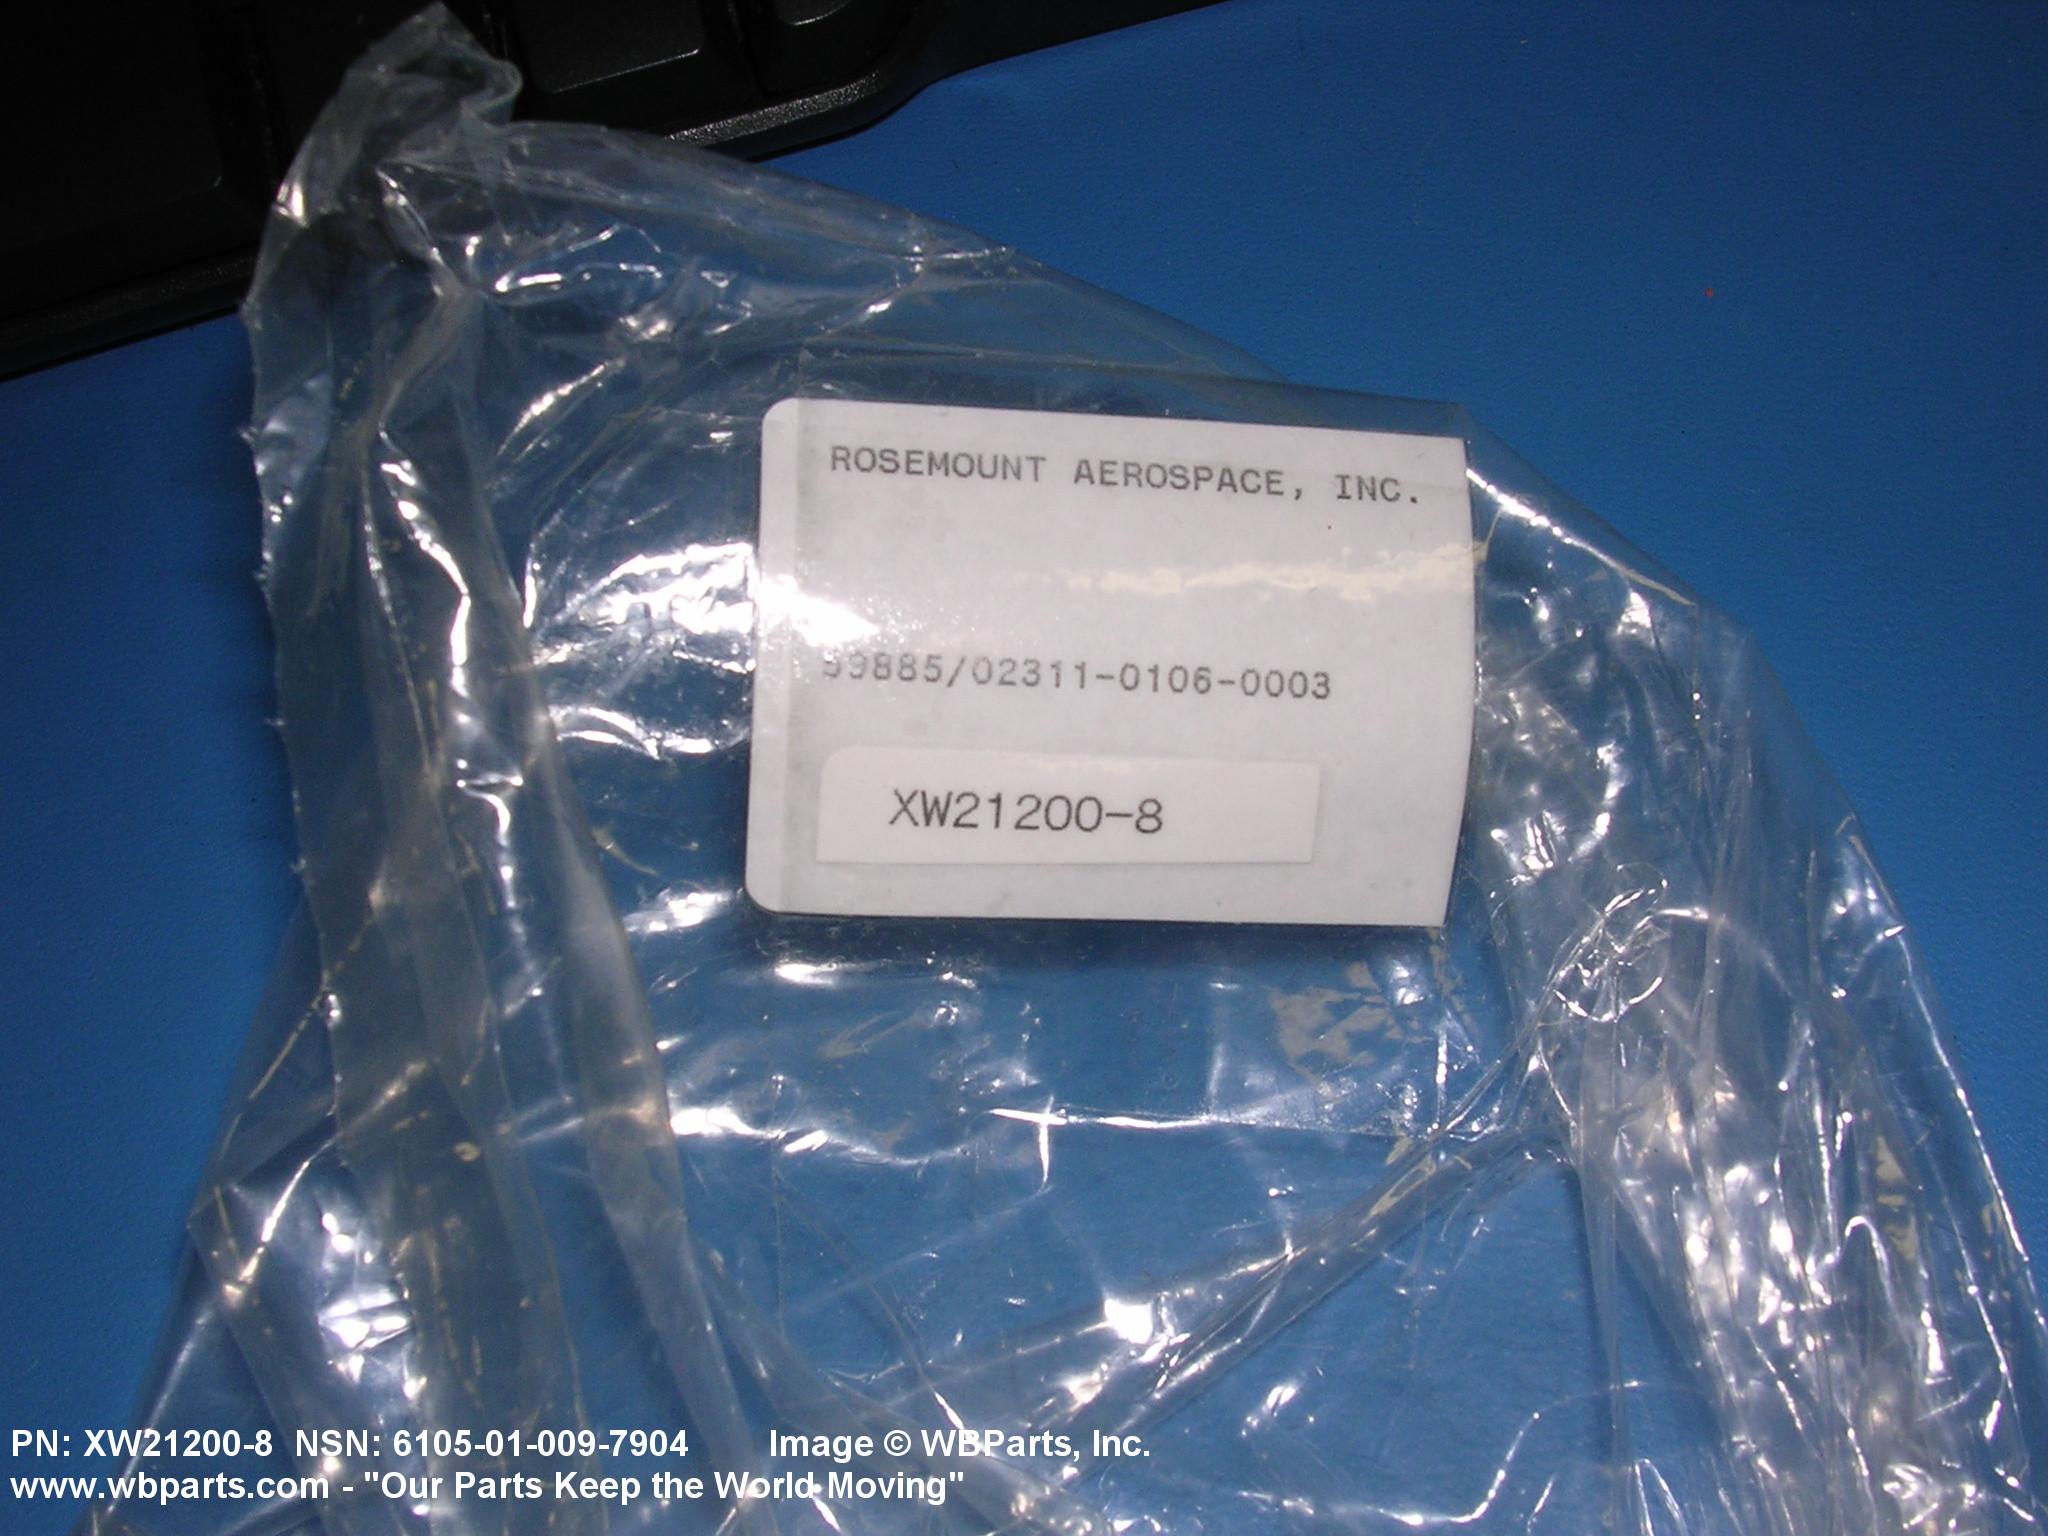 ROSEMOUNT AEROSPACE, INC.
59885/02311-0106-0003
XW21200-8
PN: XW21200-8 NSN: 6105-01-009-7904 Image © WBParts, Inc.
www.wbparts.com - "Our Parts Keep the World Moving"